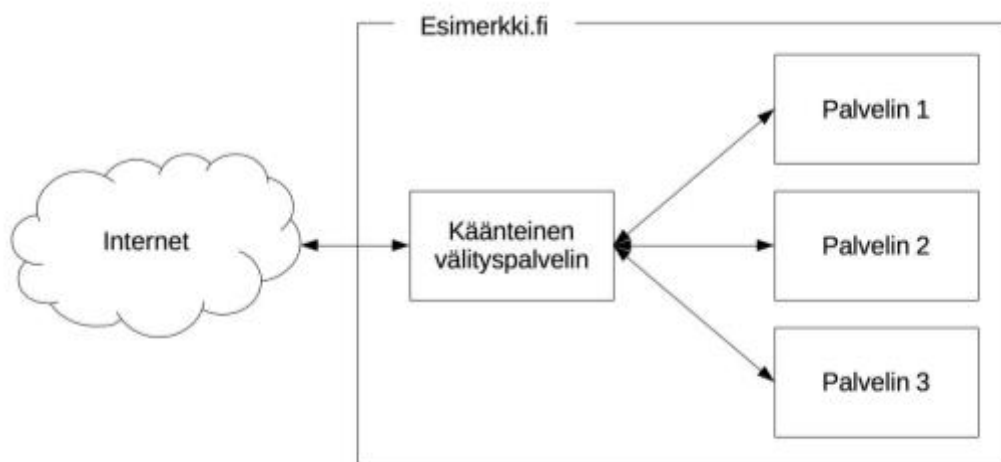 Esimerkki.fi
Internet
Käänteinen
välityspalvelin
Palvelin 1
Palvelin 2
Palvelin 3